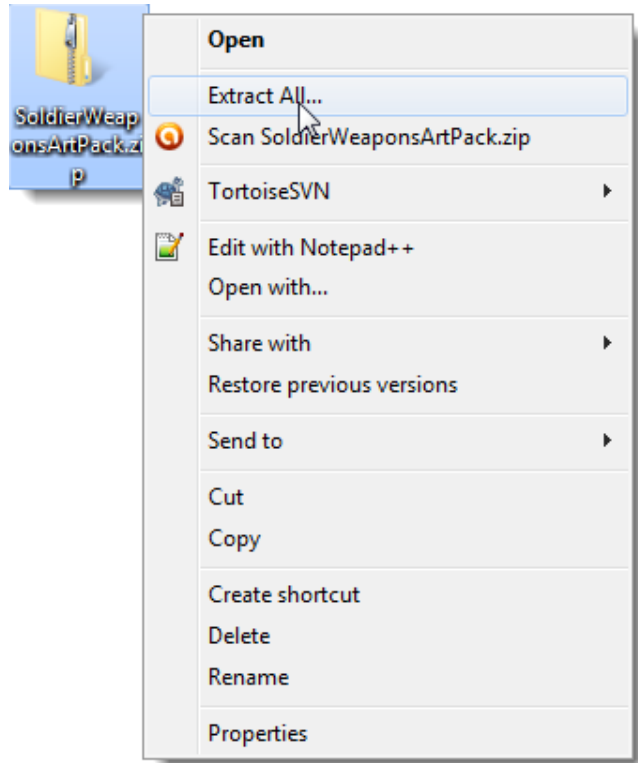 SoldierWeap
onsArtPack.zi
p
Open
Extract All...
Scan SoldierWeaponsArtPack.zip
TortoiseSVN
Edit with Notepad++
Open with...
Share with
Restore previous versions
Send to
Cut
Copy
Create shortcut
Delete
Rename
Properties